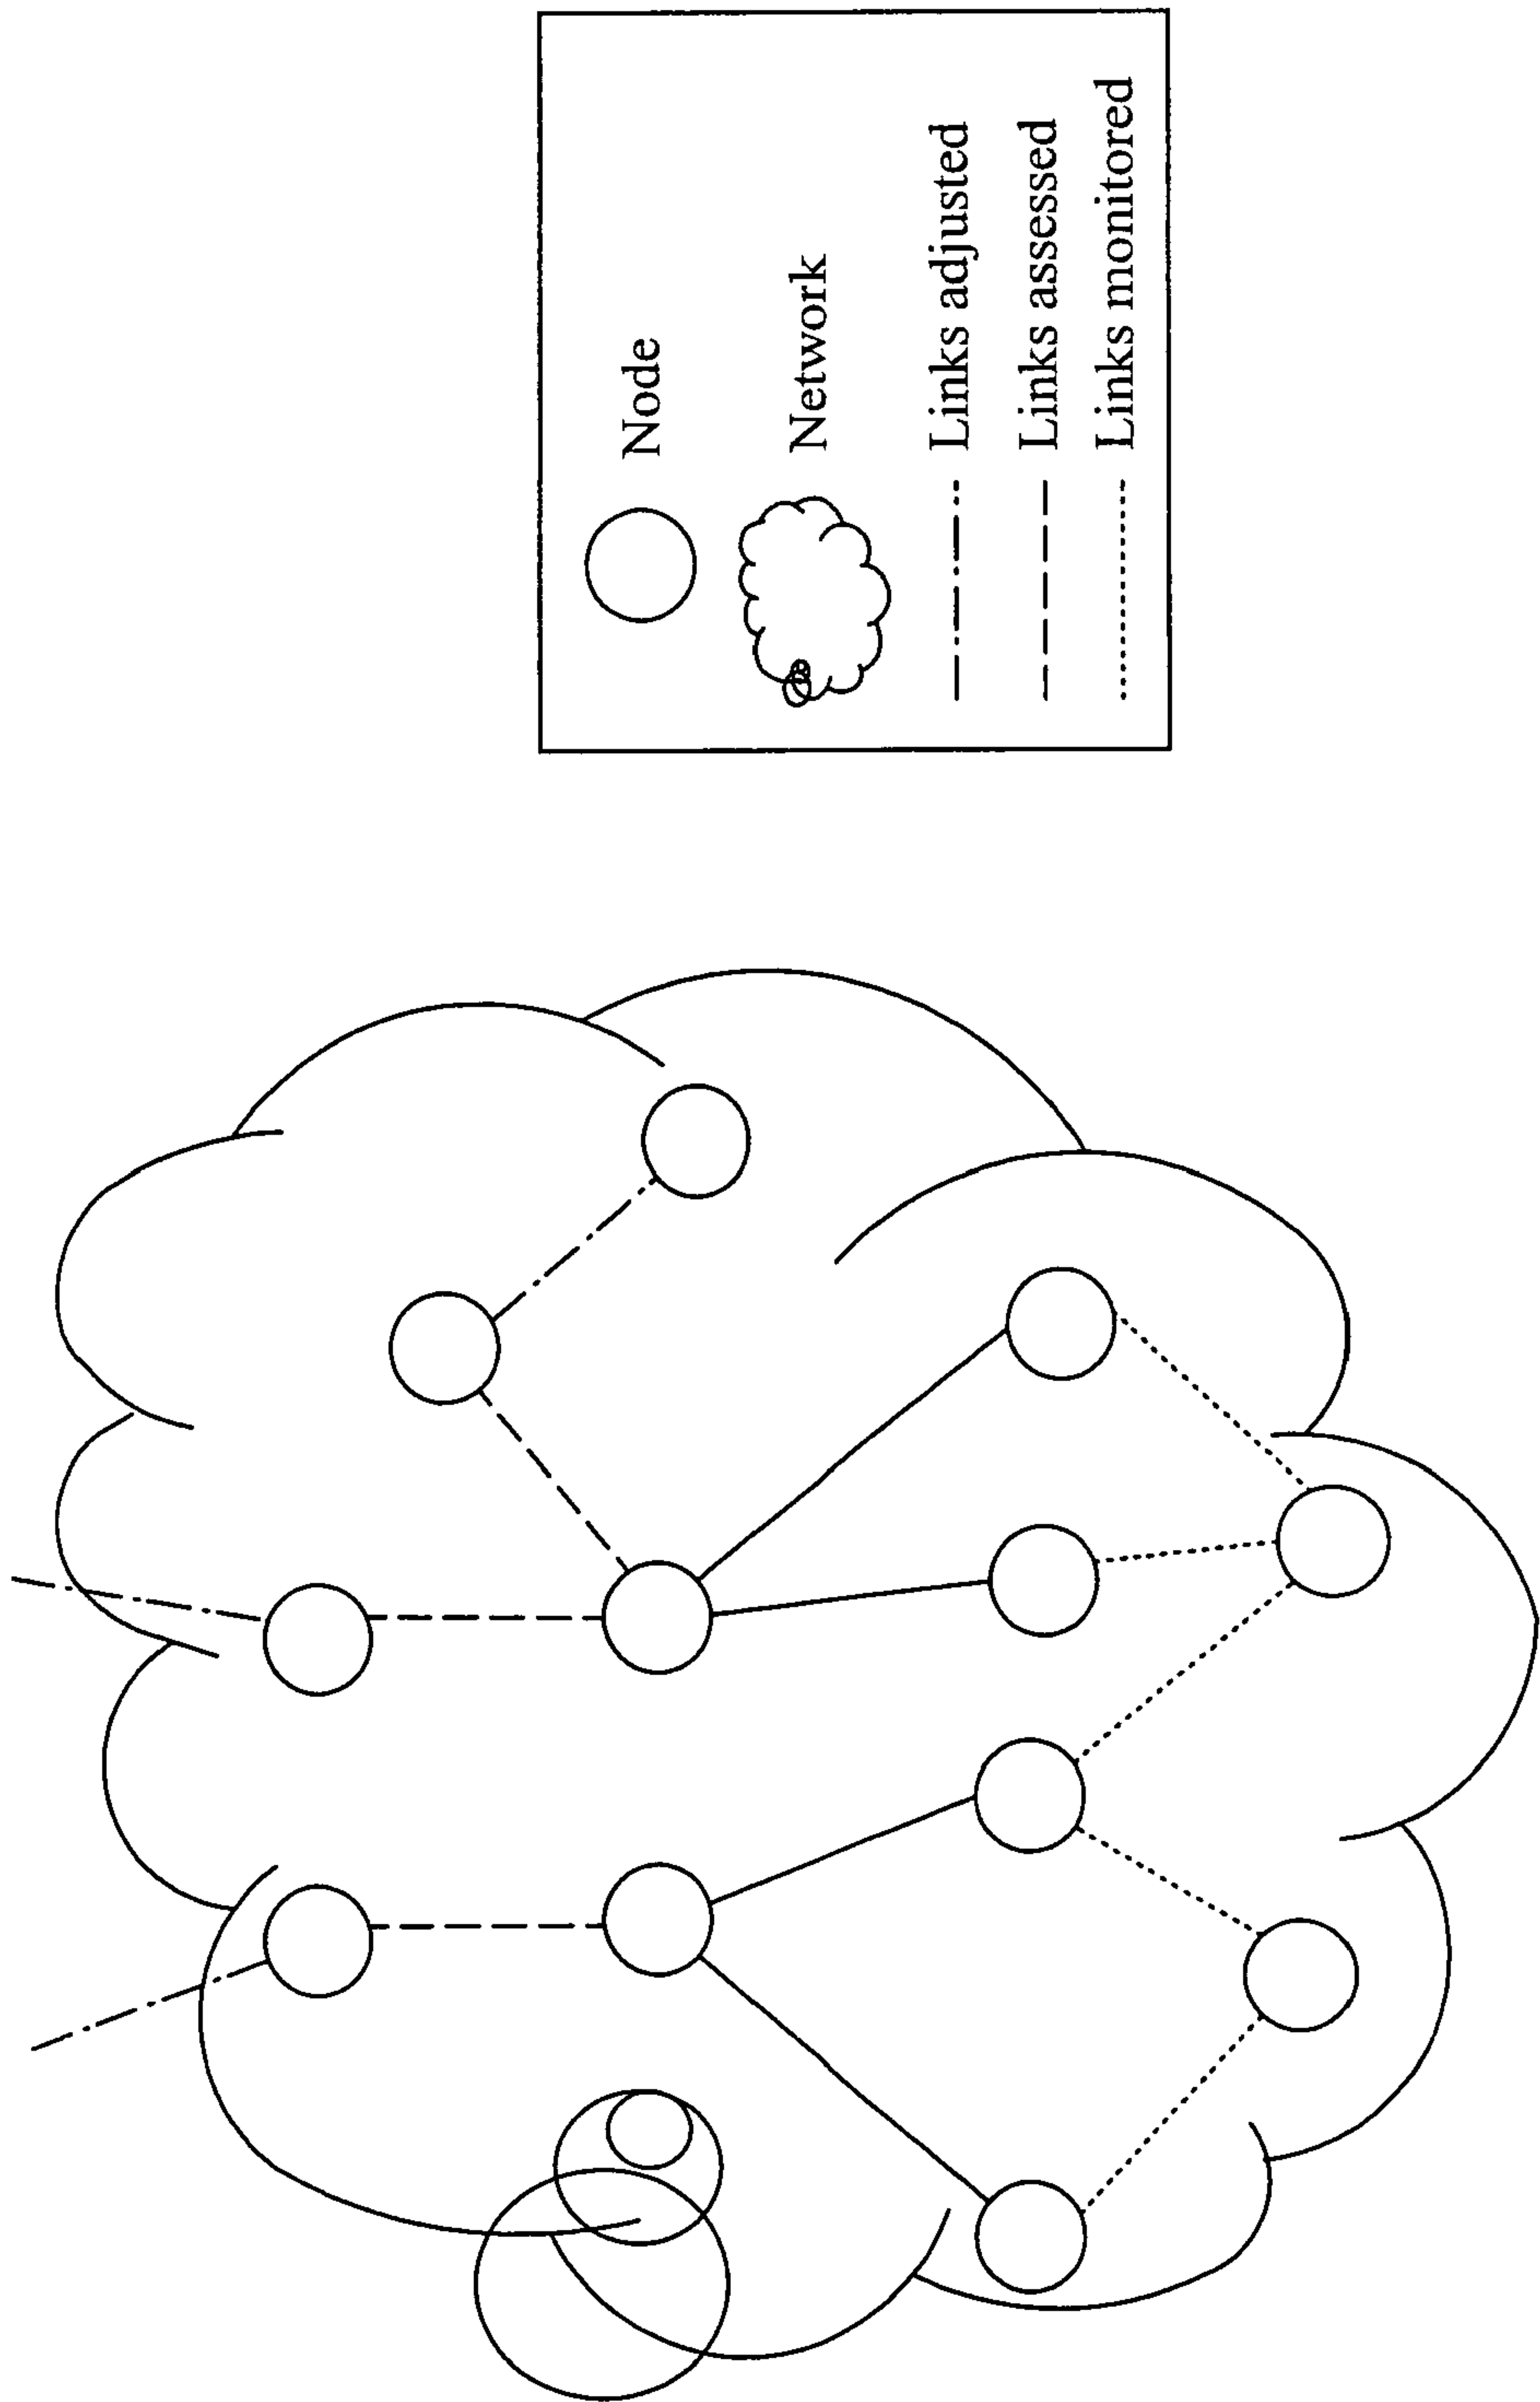 Node
Network
Links adjusted
Links assessed
Links monitored